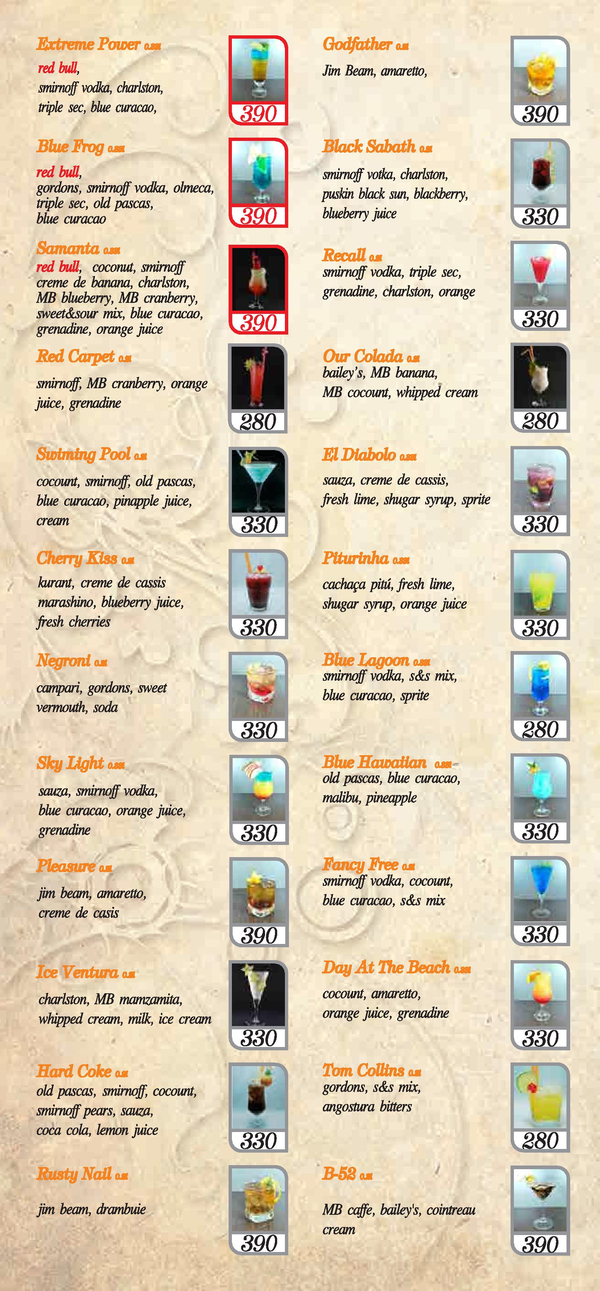 Extreme Power
red bull,
smirnoff vodka, charlston,
triple sec, blue curacao,
390
Blue Frog
red bull,
gordons, smirnoff vodka, olmeca,
triple sec, old pascas,
blue curacao
390
Samanta
red bull, coconut, smirnoff
creme de banana, charlston,
MB blueberry, MB cranberry,
sweet&sour mix, blue curacao,
grenadine, orange juice
390
Red Carpet
smirnoff, MB cranberry, orange
juice, grenadine
280
Swiming Pool
cocount, smirnoff, old pascas,
blue curacao, pinapple juice,
cream
330
Cherry Kiss
kurant, creme de cassis
marashino, blueberry juice,
fresh cherries
330
Negroni
campari, gordons, sweet
vermouth, soda
330
Sky Light
sauza, smirnoff vodka,
blue curacao, orange juice,
grenadine
330
Pleasure
jim beam, amaretto,
creme de casis
390
Ice Ventura
charlston, MB mamzamita,
whipped cream, milk, ice cream
330
Hard Coke
old pascas, smirnoff, cocount,
smirnoff pears, sauza,
coca cola, lemon juice
330
Rusty Nail
jim beam, drambuie
390
Godfather
Jim Beam, amaretto,
390
Black Sabath
smirnoff votka, charlston,
puskin black sun, blackberry,
blueberry juice
330
Recall
smirnoff vodka, triple sec,
grenadine, charlston, orange
330
Our Colada
bailey's, MB banana,
MB cocount, whipped cream
280
El Diabolo
sauza, creme de cassis,
fresh lime, shugar syrup, sprite
330
Piturinha
cachaça pitú, fresh lime,
shugar syrup, orange juice
330
Blue Lagoon
smirnoff vodka, s&s mix,
blue curacao, sprite
280
Blue Hawatian
old pascas, blue curacao,
malibu, pineapple
330
Fancy Free
smirnoff vodka, cocount,
blue curacao, s&s mix
330
Day At The Beach
cocount, amaretto,
orange juice, grenadine
330
Tom Collins
gordons, s&s mix,
angostura bitters
280
B-52
MB caffe, bailey's, cointreau
cream
390